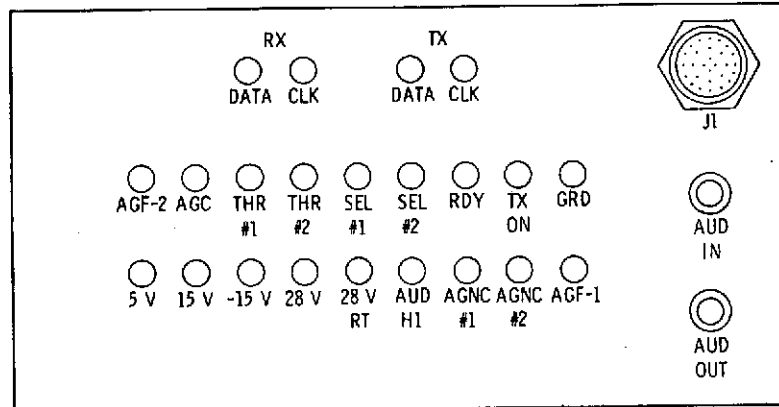 RX TX
DATA CLK DATA CLK
J1
AGF-2 AGC THR #1 THR #2 SEL #1 SEL #2 RDY TX ON GRD
AUD IN
5 V 15 V -15 V 28 V 28 V RT AUD H1 AGNC #1 AGNC #2 AGF-1
AUD OUT